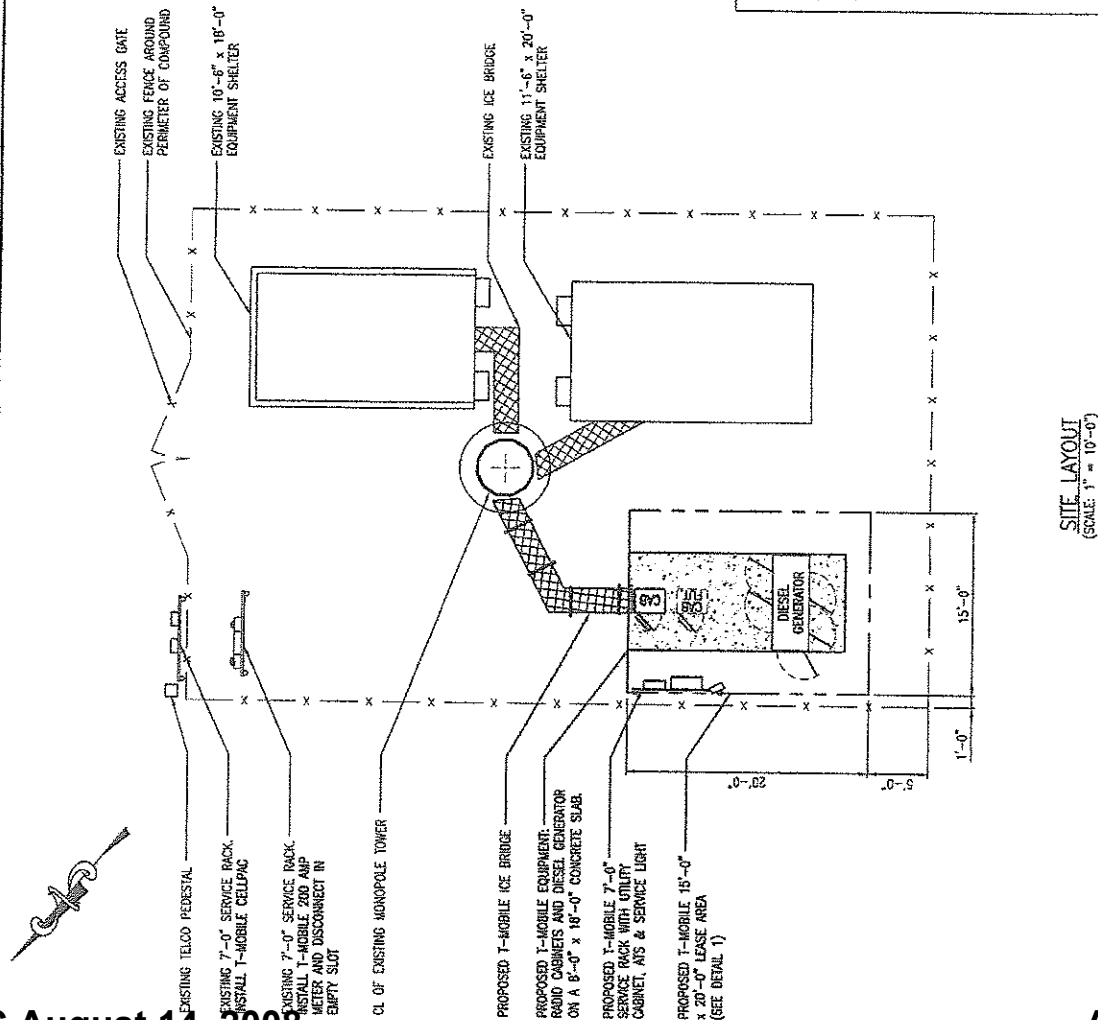 EXISTING ACCESS GATE
EXISTING FENCE AROUND
PERIMETER OF COMPOUND
EXISTING 10'-6" x 18'-0"
EQUIPMENT SHELTER
EXISTING ICE BRIDGE
EXISTING 11'-6" x 20'-0"
EQUIPMENT SHELTER
EXISTING TELCO PEDESTAL
EXISTING 7'-0" SERVICE RACK.
INSTALL T-MOBILE CELLPAC
EXISTING 7'-0" SERVICE RACK.
INSTALL T-MOBILE 200 AMP
METER AND DISCONNECT IN
EMPTY SLOT
CL OF EXISTING MONOPOLE TOWER
PROPOSED T-MOBILE ICE BRIDGE
PROPOSED T-MOBILE EQUIPMENT:
RADIO CABINETS AND DIESEL GENERATOR
ON A 8'-0" x 18'-0" CONCRETE SLAB.
PROPOSED T-MOBILE 7'-0"
SERVICE RACK WITH UTILITY
CABINET, ATS & SERVICE LIGHT
PROPOSED T-MOBILE 15'-0"
x 20'-0" LEASE AREA
(SEE DETAIL 1)
CAB
CAB
DIESEL
GENERATOR
20'-0"
5'-0"
15'-0"
1'-0"
SITE LAYOUT
(SCALE: 1" = 10'-0")